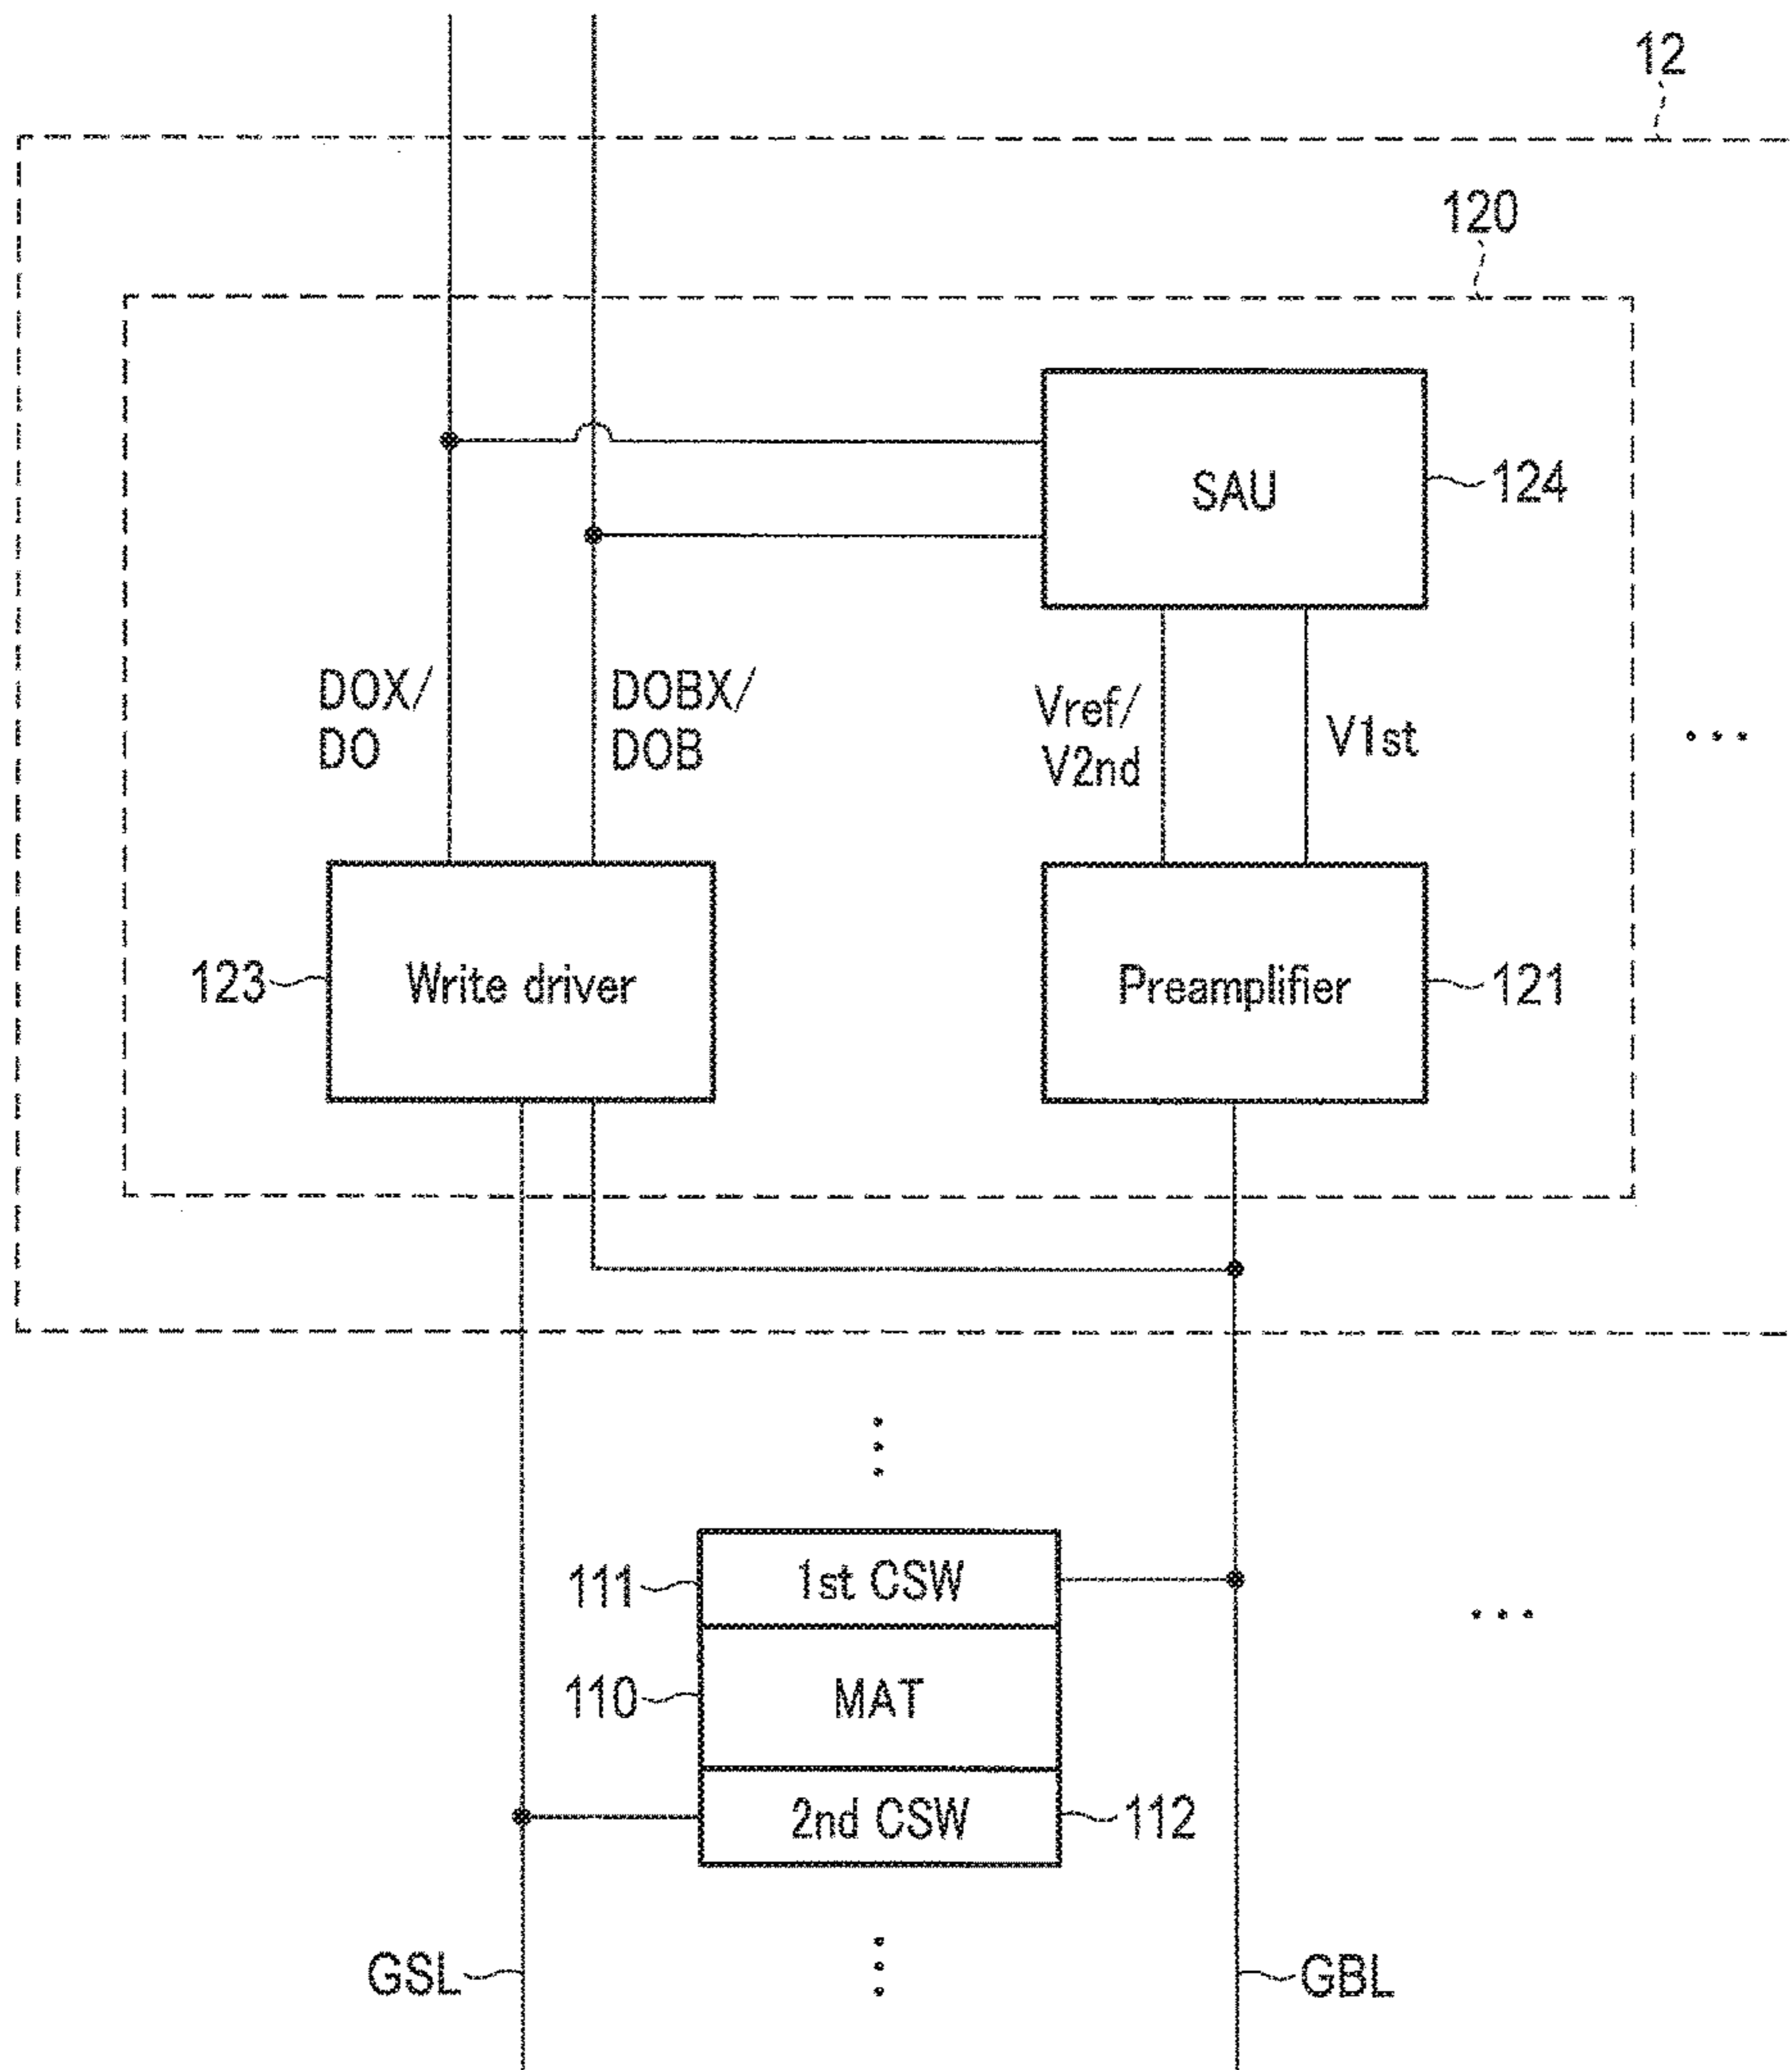 12
120
SAU
124
DOX/
DO
DOBX/
DOB
Vref/
V2nd
V1st
...
123
Write driver
Preamplifier
121
111
1st CSW
...
110
MAT
2nd CSW
112
GSL
GBL